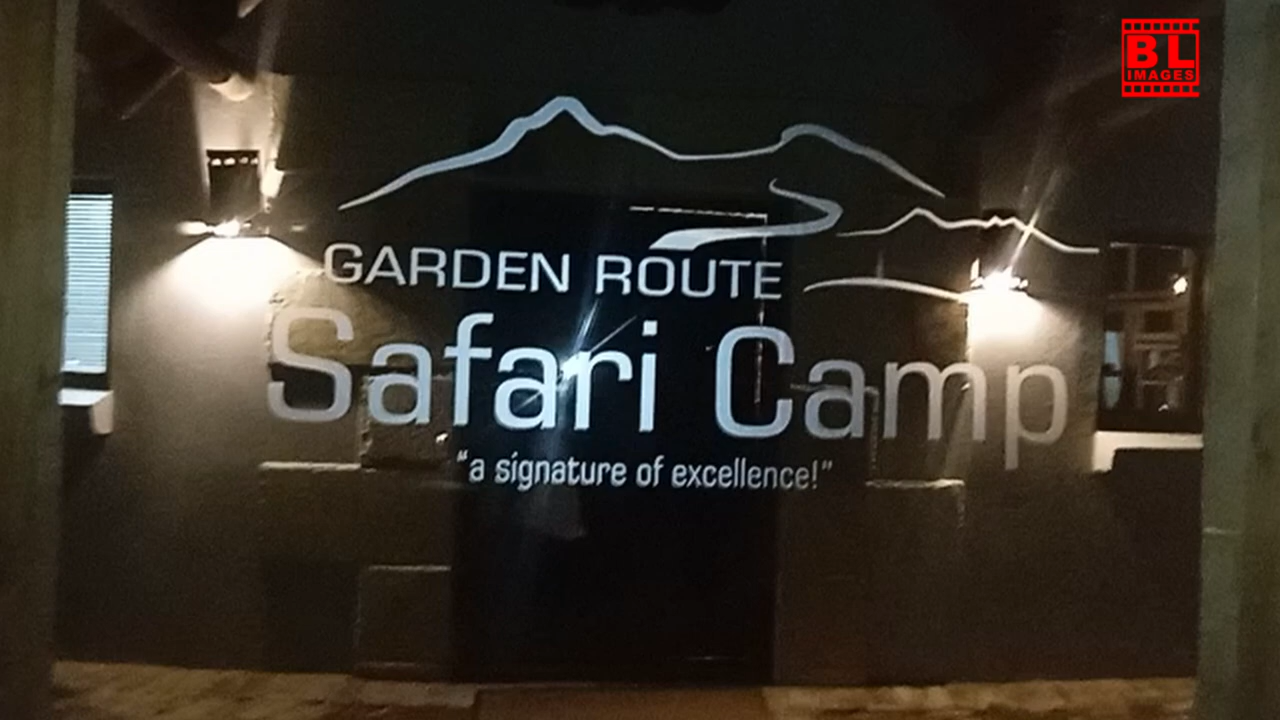 BL
IMAGES
GARDEN ROUTE
Safari Camp
"a signature of excellence!"